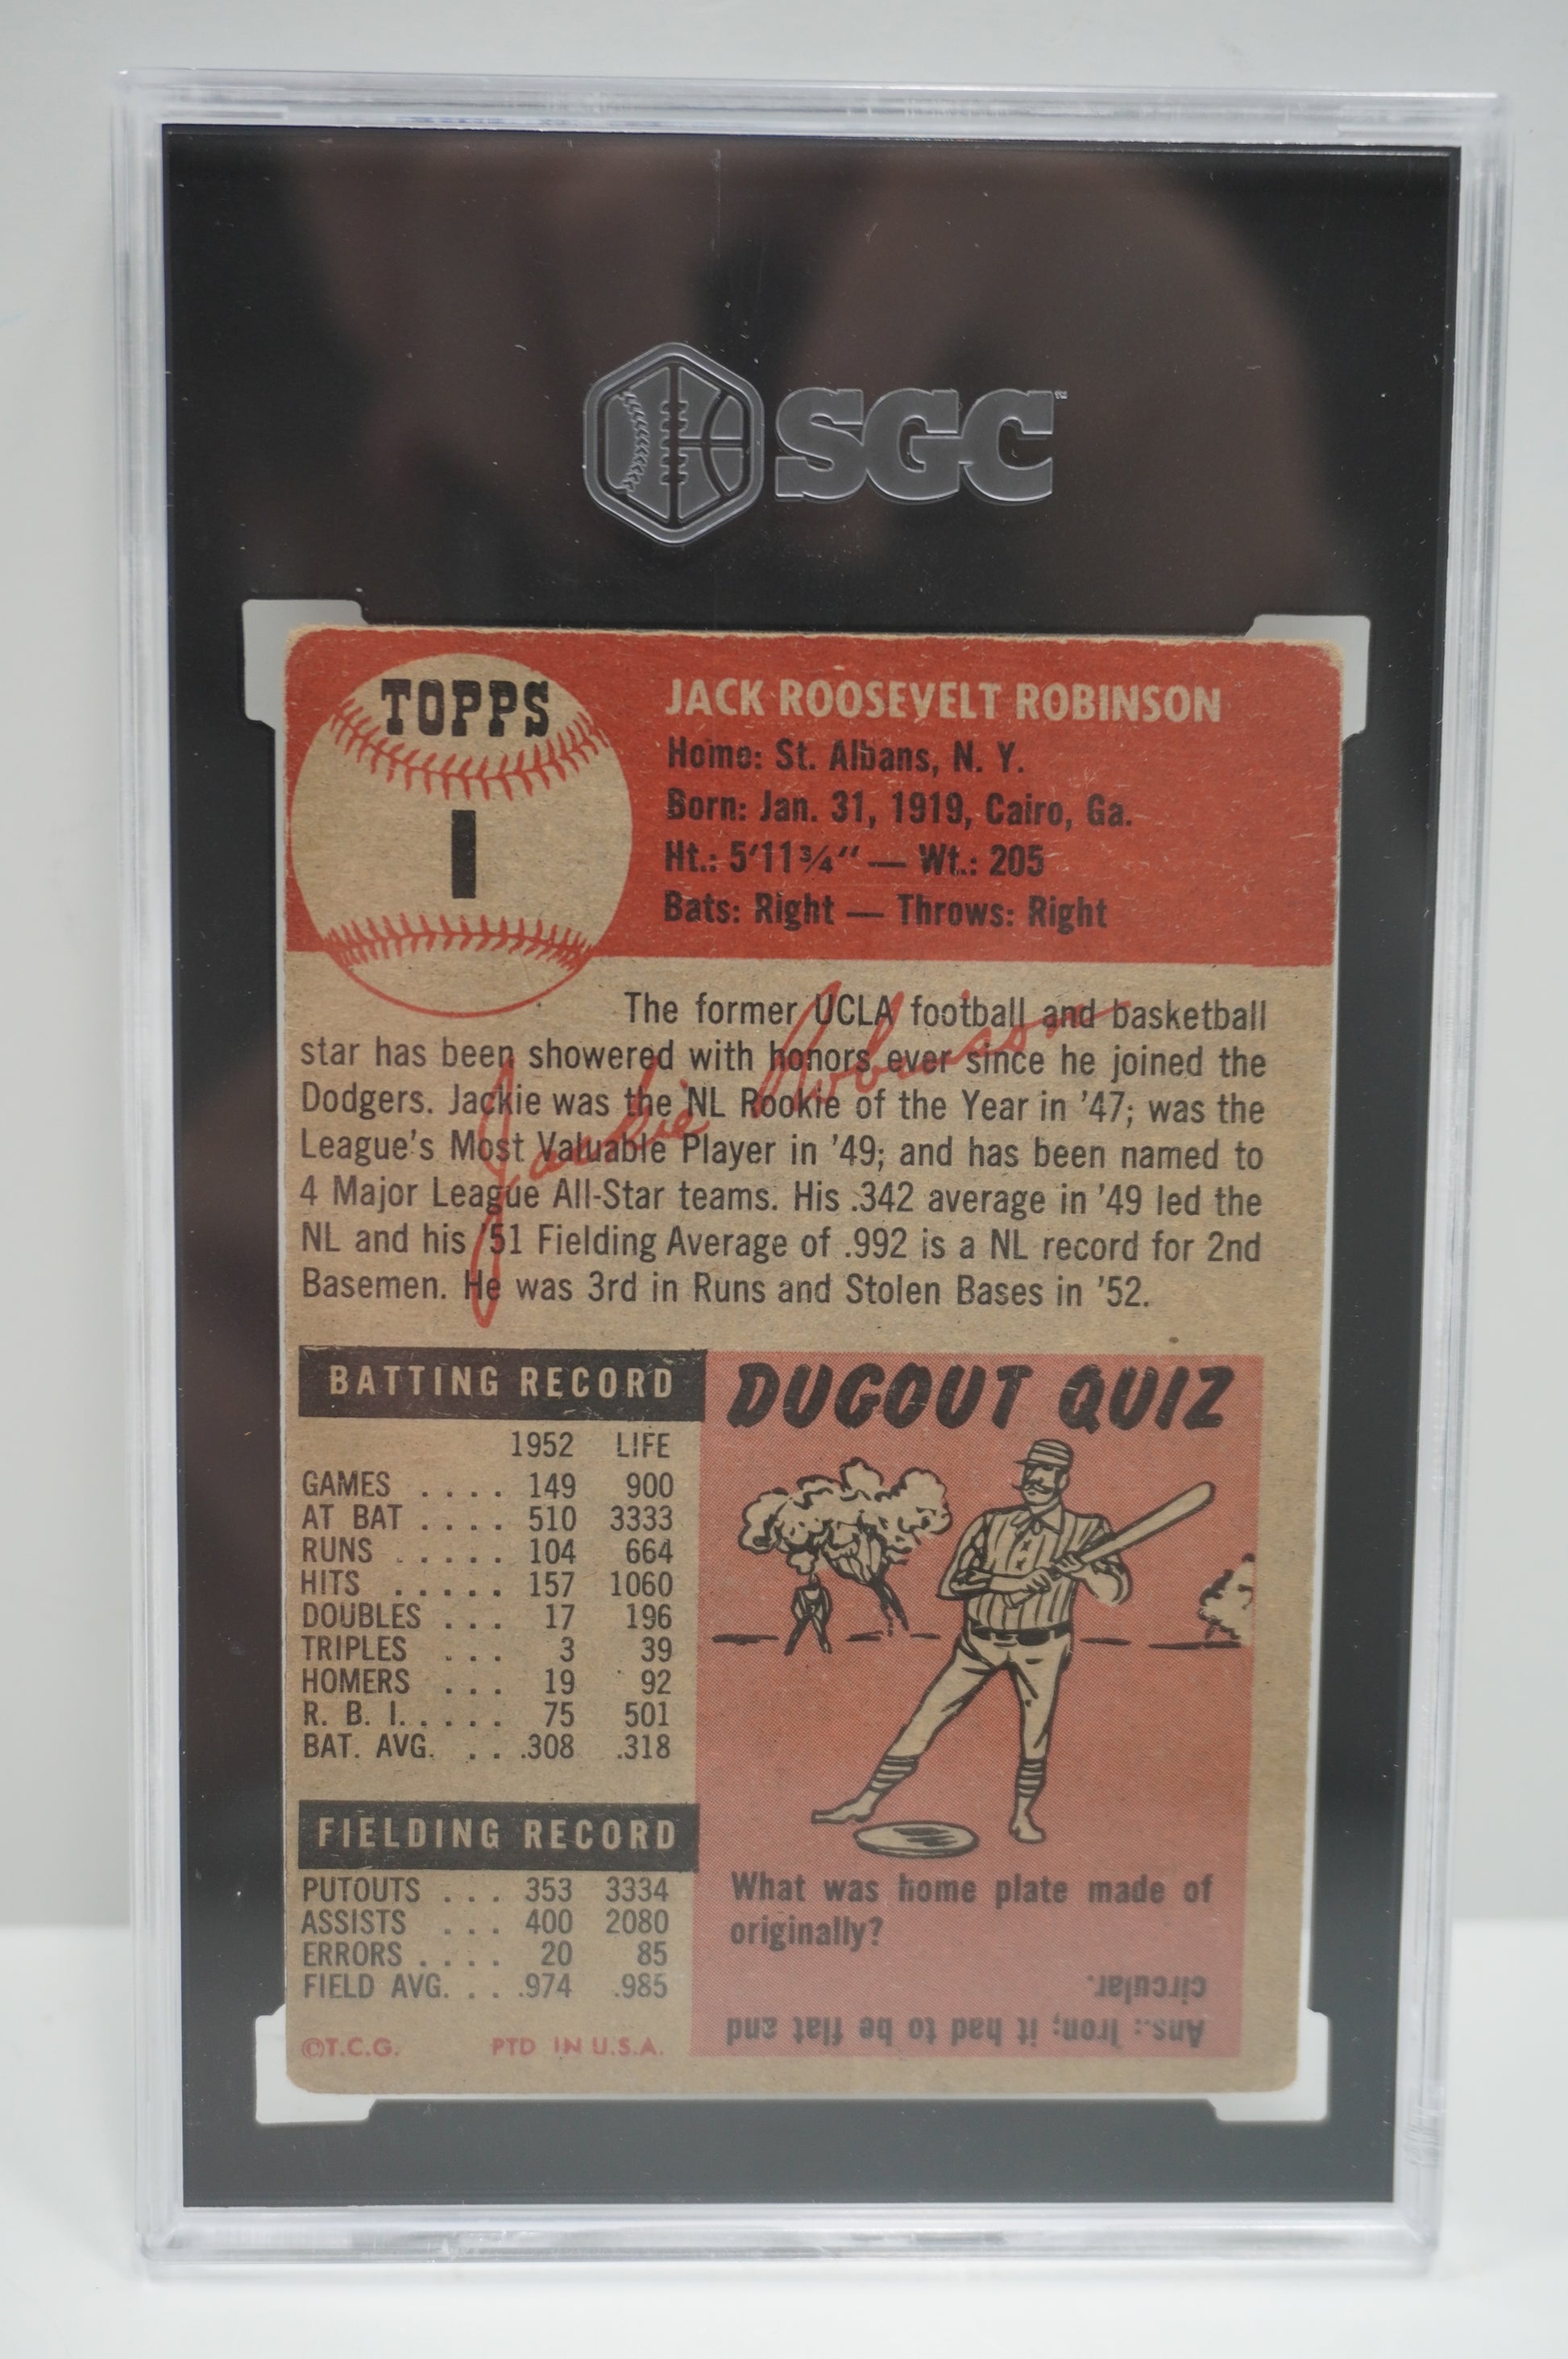 SGC™
TOPPS
1
JACK ROOSEVELT ROBINSON
Home: St. Albans, N. Y.
Born: Jan. 31, 1919, Cairo, Ga.
Ht.: 5'11¾" — Wt.: 205
Bats: Right — Throws: Right
Jackie Robinson
The former UCLA football and basketball
star has been showered with honors ever since he joined the
Dodgers. Jackie was the NL Rookie of the Year in '47; was the
League's Most Valuable Player in '49; and has been named to
4 Major League All-Star teams. His .342 average in '49 led the
NL and his '51 Fielding Average of .992 is a NL record for 2nd
Basemen. He was 3rd in Runs and Stolen Bases in '52.
BATTING RECORD
1952 LIFE
GAMES .... 149 900
AT BAT .... 510 3333
RUNS ..... 104 664
HITS ..... 157 1060
DOUBLES ... 17 196
TRIPLES ... 3 39
HOMERS ... 19 92
R. B. I..... 75 501
BAT. AVG. ...308 .318
FIELDING RECORD
PUTOUTS ... 353 3334
ASSISTS ... 400 2080
ERRORS .... 20 85
FIELD AVG. ...974 .985
©T.C.G. PTD IN U.S.A.
DUGOUT QUIZ
What was home plate made of
originally?
Ans.: Iron; it had to be flat and
circular.